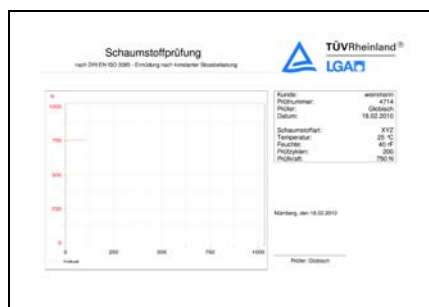 Schaumstoffprüfung
nach DIN EN ISO 3385 - Ermüdung nach konstanter Stossbelastung
TÜVRheinland®
LGA
N
1000
750
500
250
0
0 250 500 750 1000
Prüfzyklen
Kunde: weinmann
Prüfnummer: 4714
Prüfer: Globisch
Datum: 18.02.2010
Schaumstoffart: XYZ
Temperatur: 25 °C
Feuchte: 40 rF
Prüfzyklen: 200
Prüfkraft: 750 N
Nürnberg, den 18.02.2010
Prüfer: Globisch